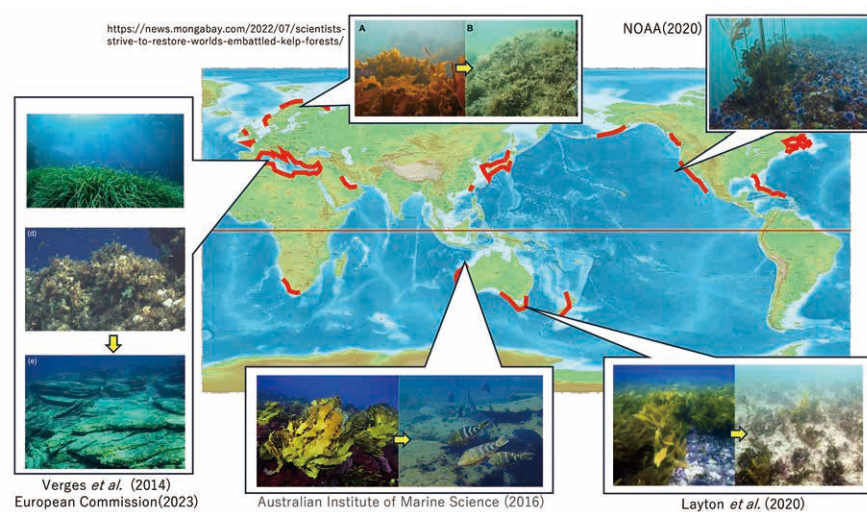 https://news.mongabay.com/2022/07/scientists-
strive-to-restore-worlds-embattled-kelp-forests/
A
B
NOAA(2020)
(d)
(e)
Verges et al. (2014)
European Commission(2023)
Australian Institute of Marine Science (2016)
Layton et al. (2020)